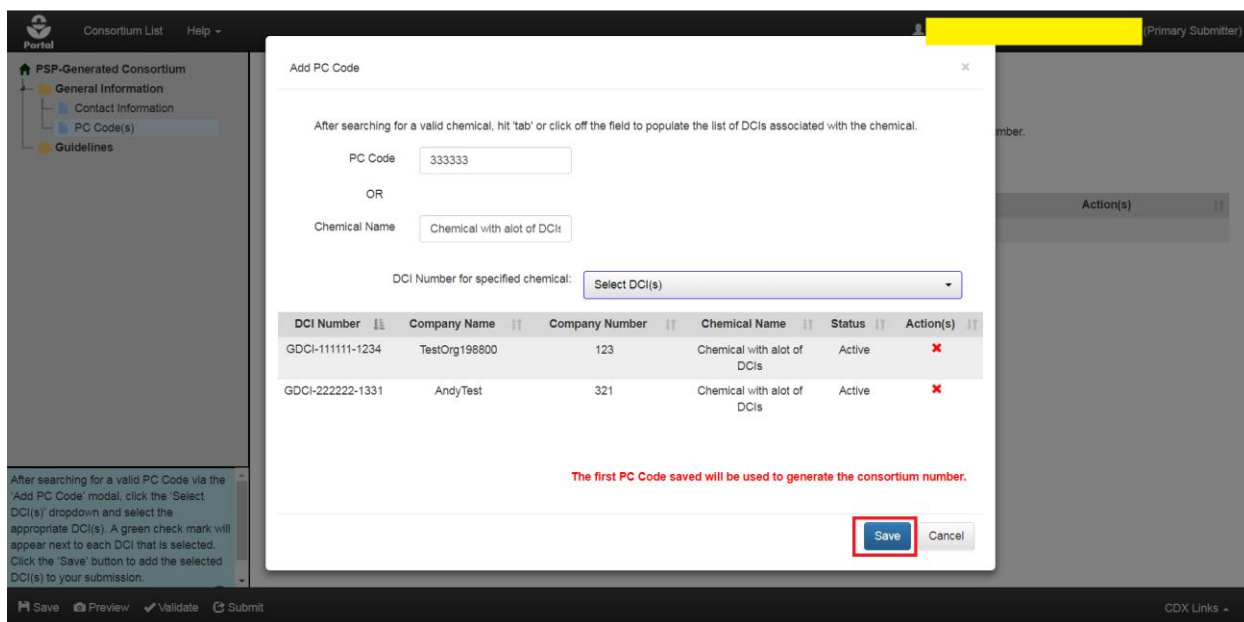 Portal
Consortium List Help
(Primary Submitter)
PSP-Generated Consortium
General Information
Contact Information
PC Code(s)
Guidelines
Add PC Code
×
After searching for a valid chemical, hit 'tab' or click off the field to populate the list of DCIs associated with the chemical.
mber.
PC Code 333333
OR
Chemical Name Chemical with alot of DCIs
Action(s)
DCI Number for specified chemical: Select DCI(s)
DCI Number Company Name Company Number Chemical Name Status Action(s)
GDCI-111111-1234 TestOrg198800 123 Chemical with alot of Active
DCIs
GDCI-222222-1331 AndyTest 321 Chemical with alot of Active
DCIs
The first PC Code saved will be used to generate the consortium number.
Save Cancel
After searching for a valid PC Code via the
'Add PC Code' modal, click the 'Select
DCI(s)' dropdown and select the
appropriate DCI(s). A green check mark will
appear next to each DCI that is selected.
Click the 'Save' button to add the selected
DCI(s) to your submission.
Save Preview Validate Submit
CDX Links